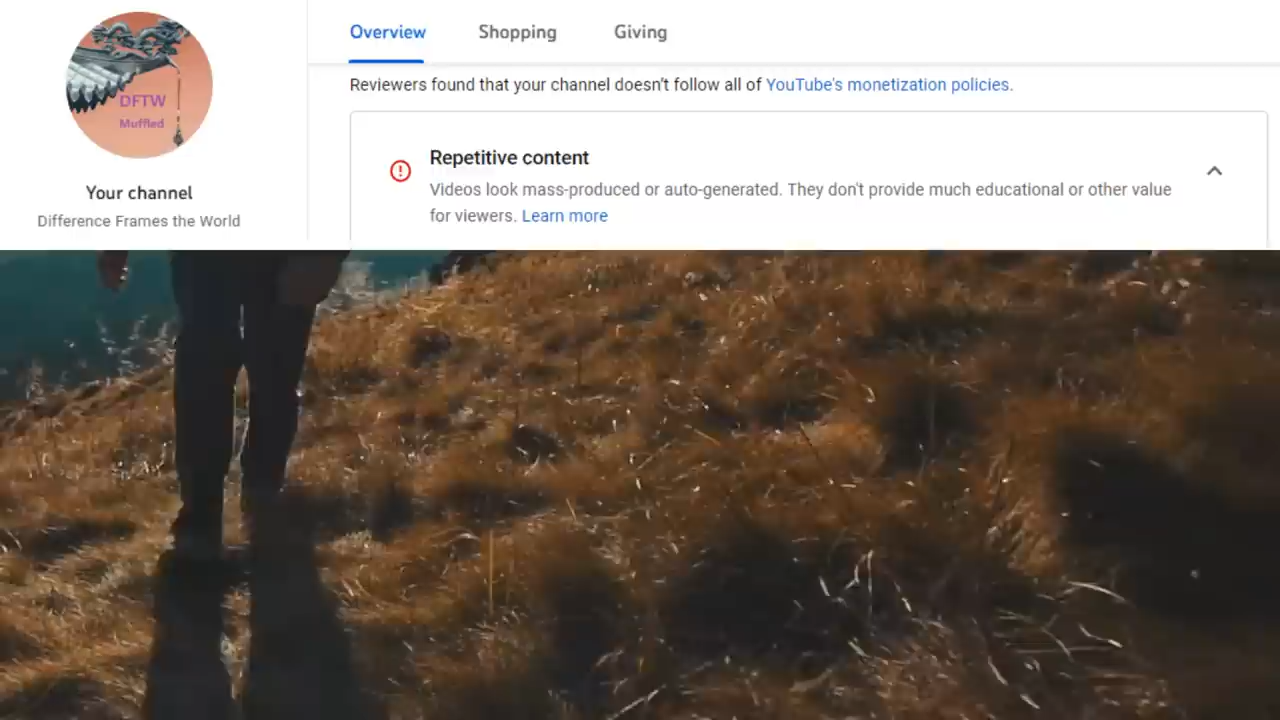 Overview Shopping Giving
Reviewers found that your channel doesn't follow all of YouTube's monetization policies.
DFTW
Muffled
Your channel
Difference Frames the World
Repetitive content
Videos look mass-produced or auto-generated. They don't provide much educational or other value
for viewers. Learn more